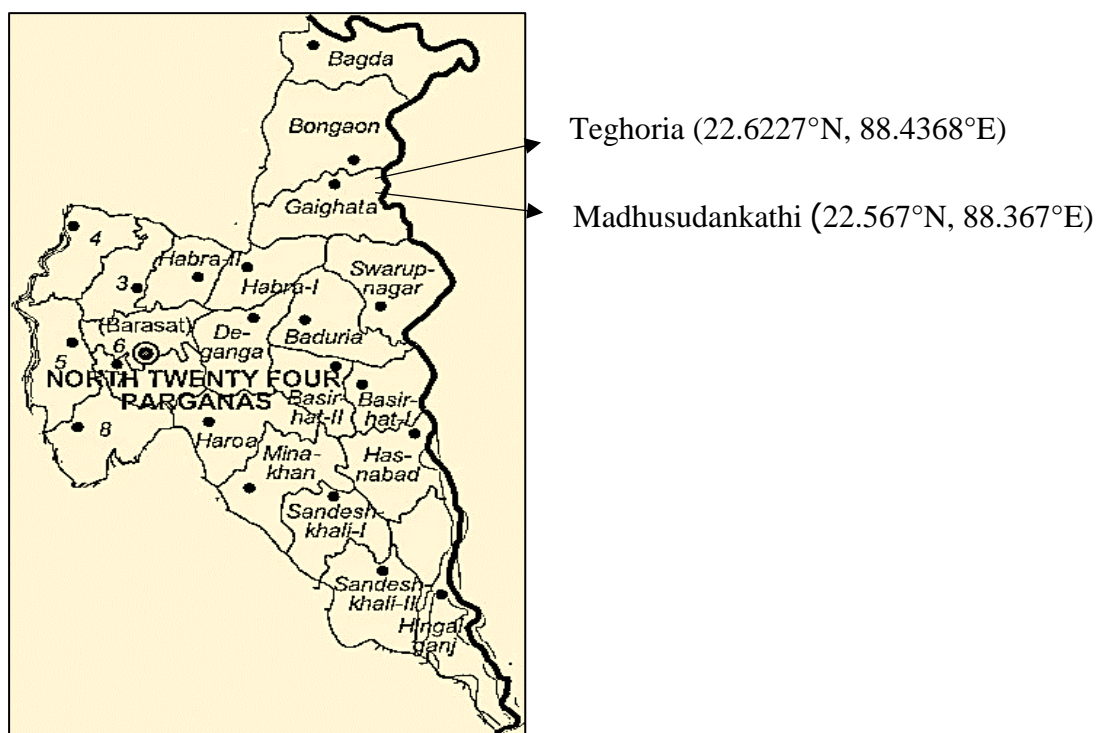 Bagda
Bongaon
Teghoria (22.6227°N, 88.4368°E)
Gaighata
Madhusudankathi (22.567°N, 88.367°E)
4
Habra-II
3
Habra-I
Swarup-
nagar
(Barasat)
6
De-
ganga
Baduria
5
NORTH TWENTY FOUR
PARGANAS
7
Basir-
hat-II
Basir-
hat-I
8
Haroa
Mina-
khan
Has-
nabad
Sandesh-
khali-I
Sandesh-
khali-II
Hingal-
ganj